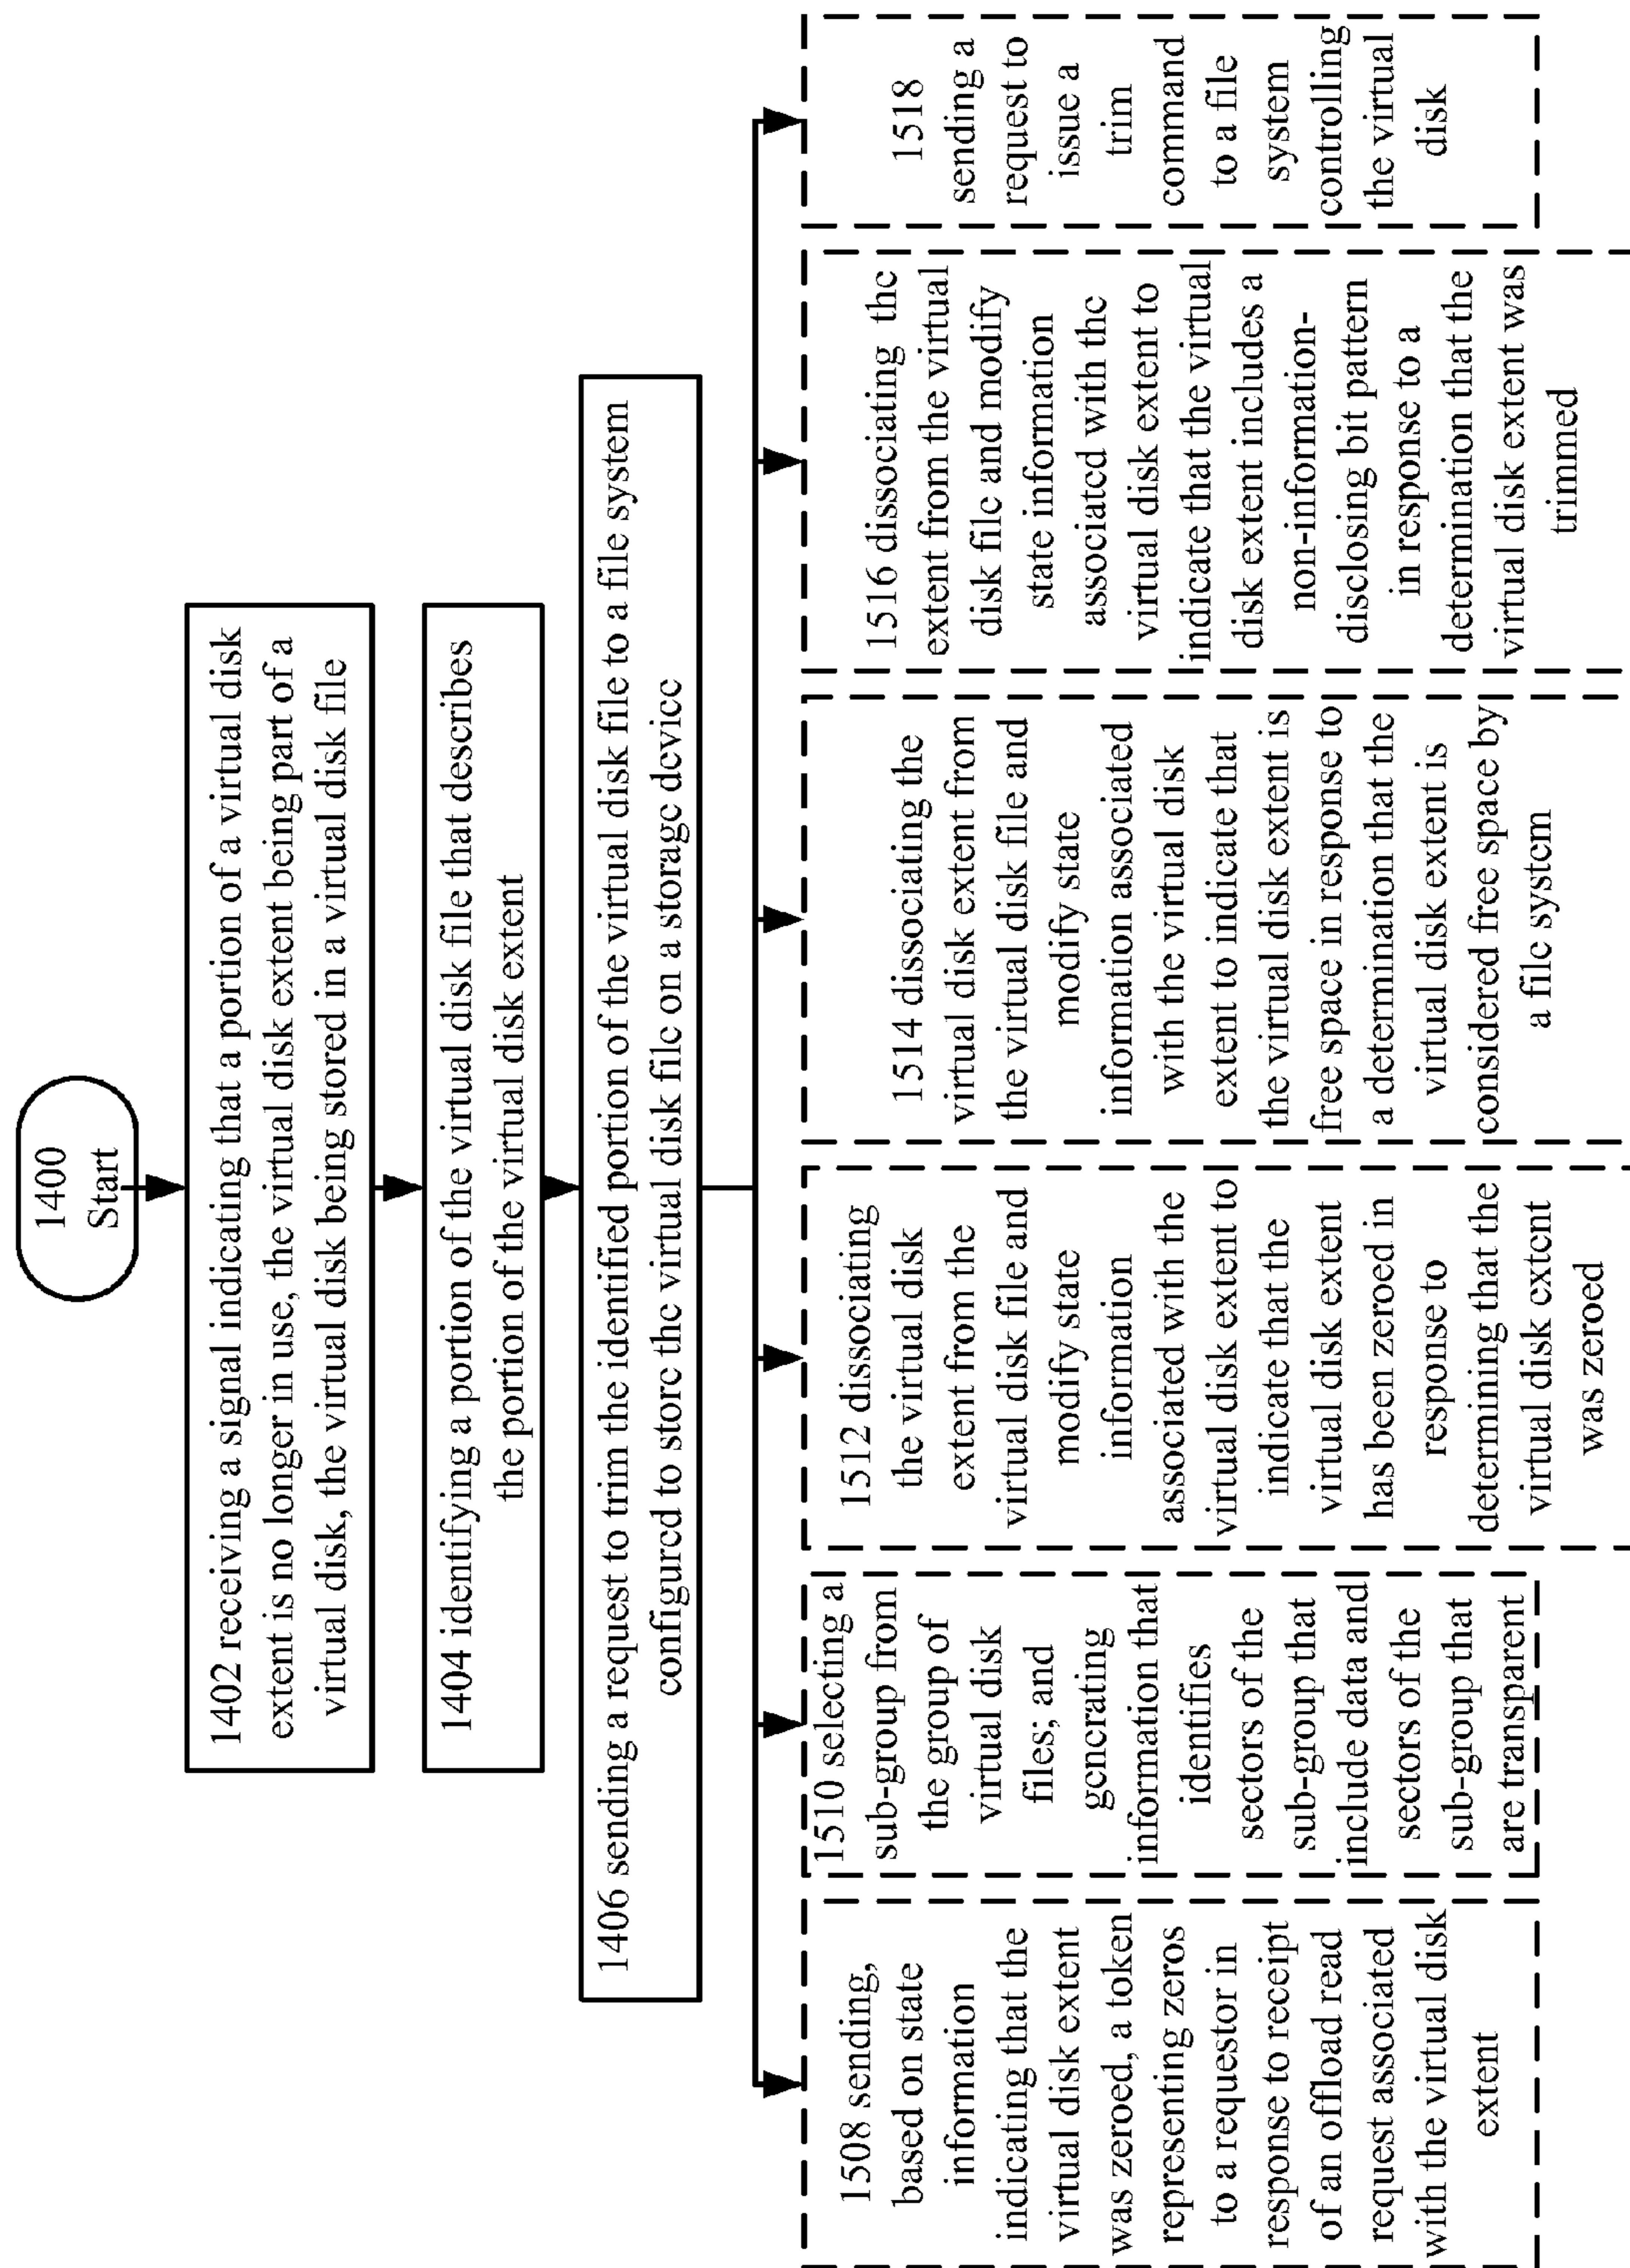 1400
Start
1402 receiving a signal indicating that a portion of a virtual disk
extent is no longer in use, the virtual disk extent being part of a
virtual disk, the virtual disk being stored in a virtual disk file
1404 identifying a portion of the virtual disk file that describes
the portion of the virtual disk extent
1406 sending a request to trim the identified portion of the virtual disk file to a file system
configured to store the virtual disk file on a storage device
1508 sending,
based on state
information
indicating that the
virtual disk extent
was zeroed, a token
representing zeros
to a requestor in
response to receipt
of an offload read
request associated
with the virtual disk
extent
1510 selecting a
sub-group from
the group of
virtual disk
files; and
generating
information that
identifies
sectors of the
sub-group that
include data and
sectors of the
sub-group that
are transparent
1512 dissociating
the virtual disk
extent from the
virtual disk file and
modify state
information
associated with the
virtual disk extent to
indicate that the
virtual disk extent
has been zeroed in
response to
determining that the
virtual disk extent
was zeroed
1514 dissociating the
virtual disk extent from
the virtual disk file and
modify state
information associated
with the virtual disk
extent to indicate that
the virtual disk extent is
free space in response to
a determination that the
virtual disk extent is
considered free space by
a file system
1516 dissociating the
extent from the virtual
disk file and modify
state information
associated with the
virtual disk extent to
indicate that the virtual
disk extent includes a
non-information-
disclosing bit pattern
in response to a
determination that the
virtual disk extent was
trimmed
1518
sending a
request to
issue a
trim
command
to a file
system
controlling
the virtual
disk